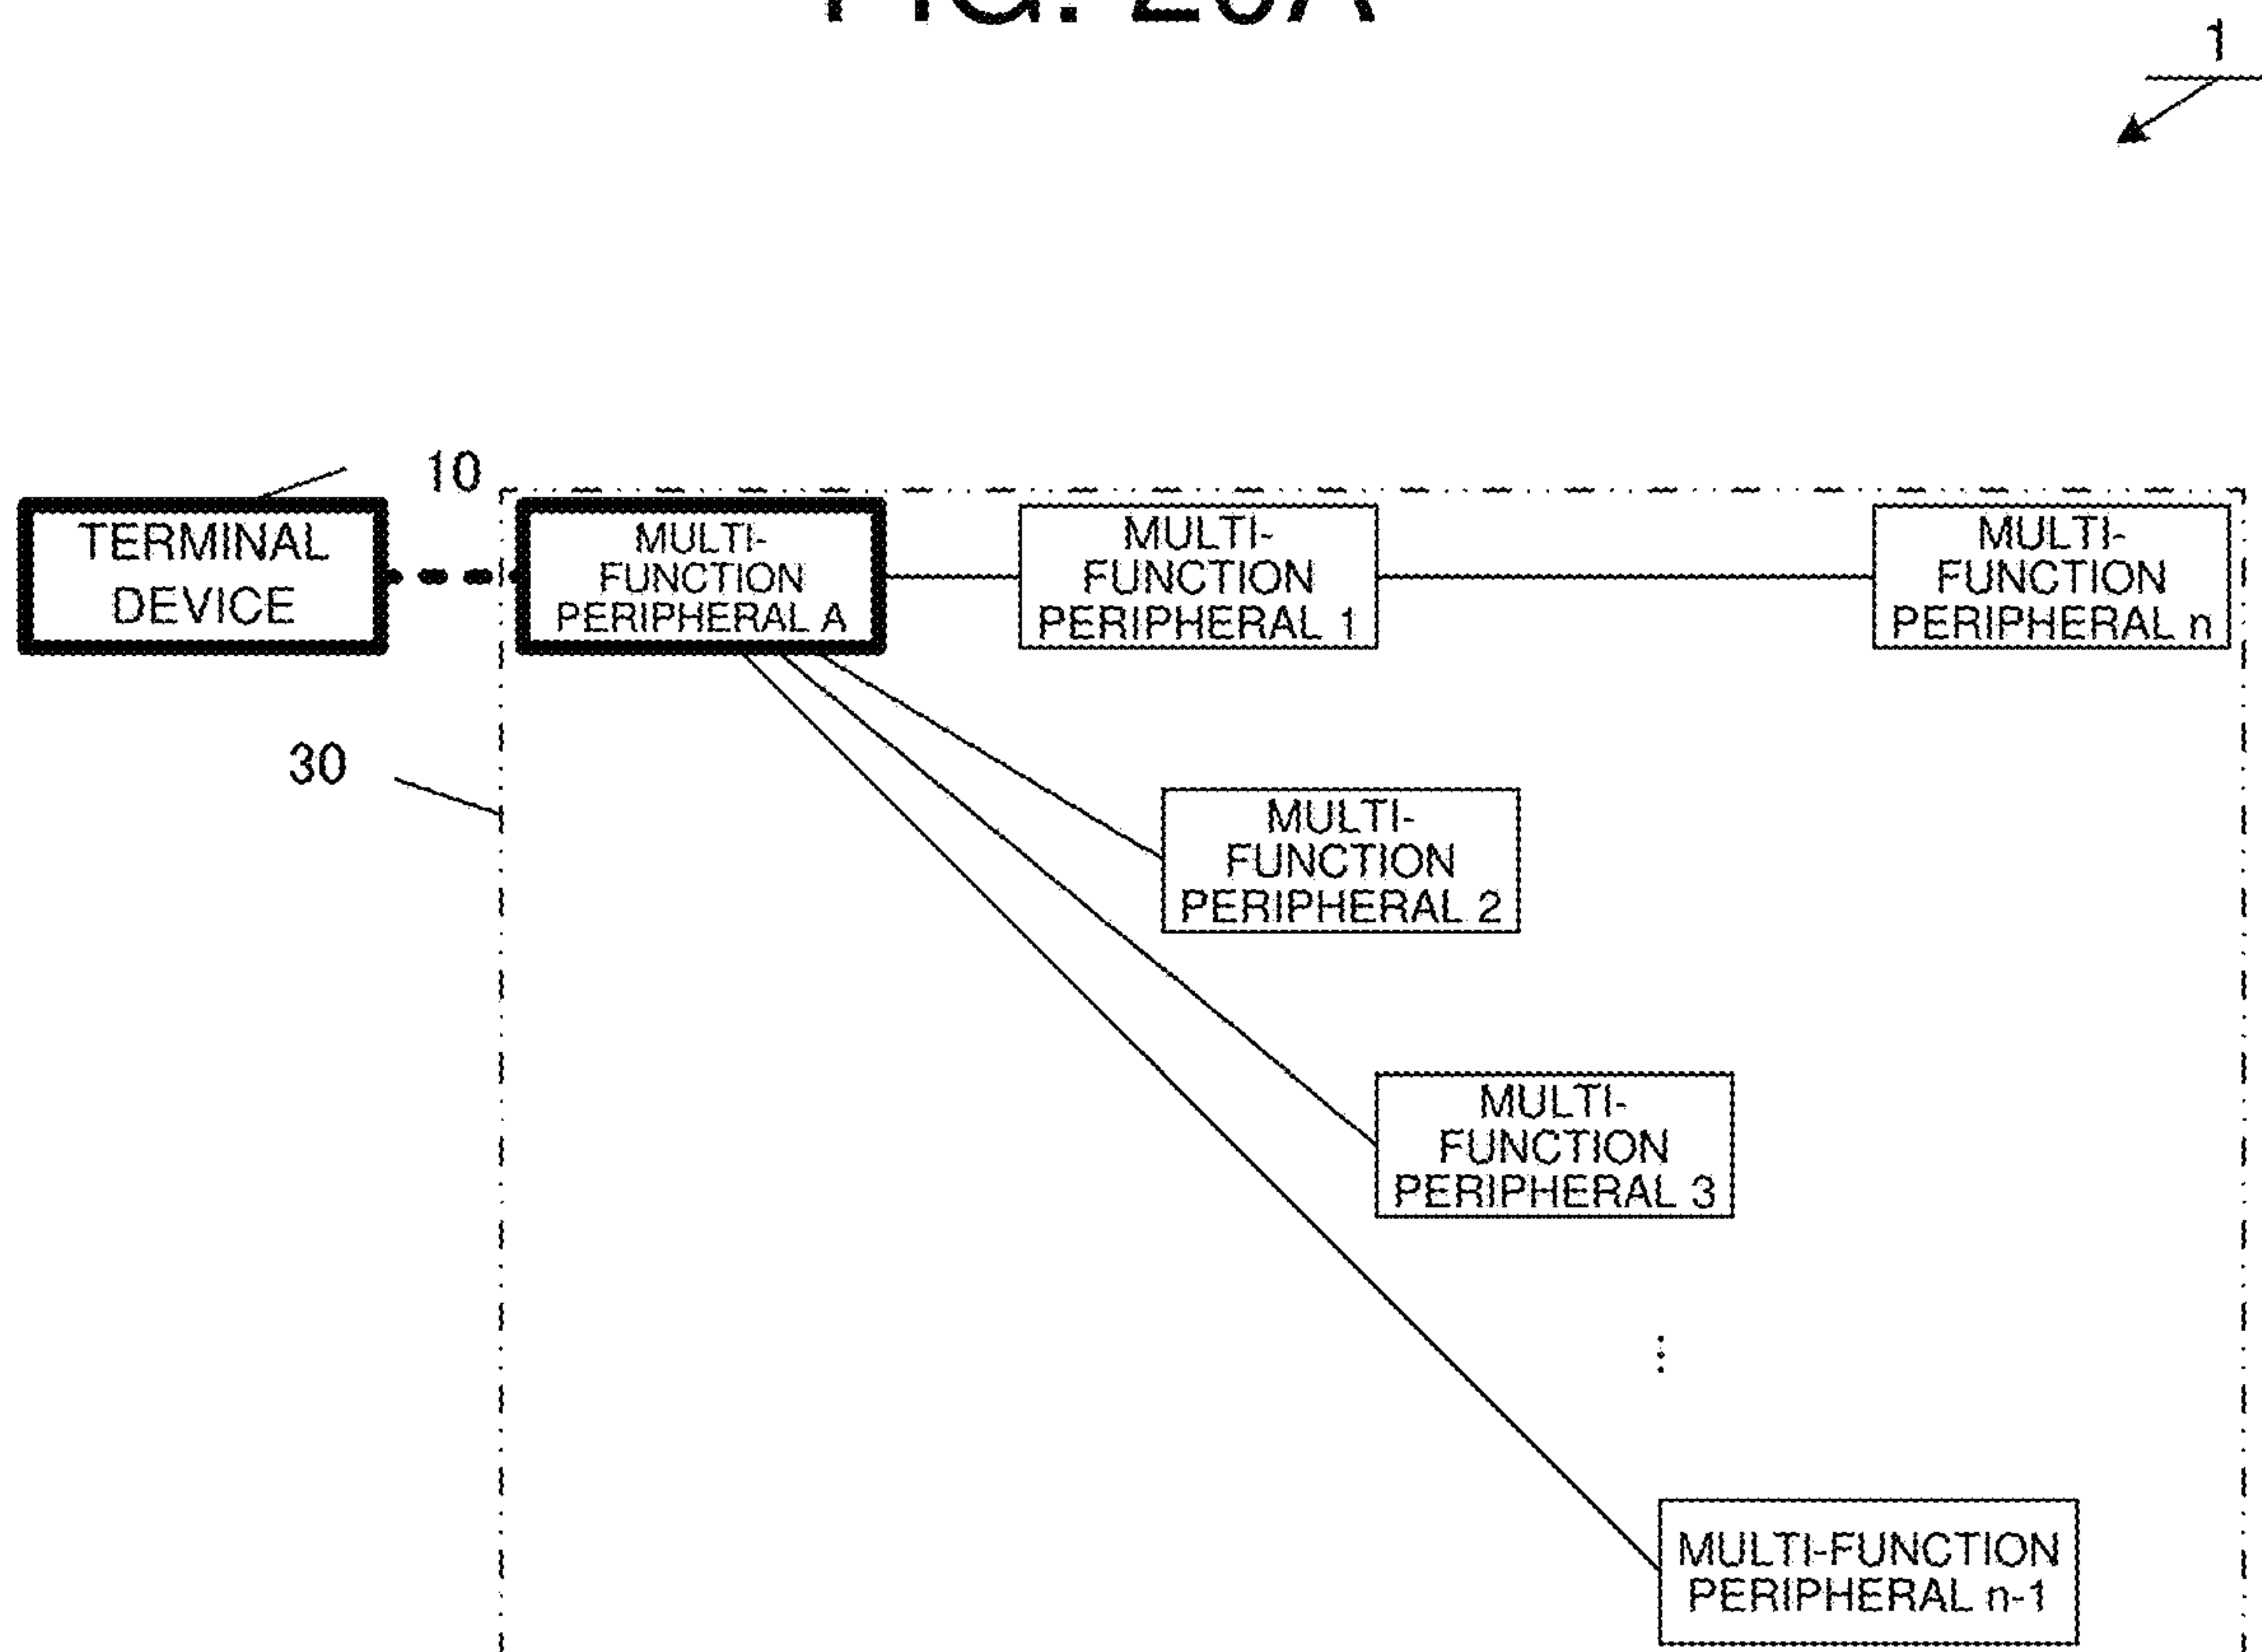 1
10
TERMINAL
DEVICE
MULTI-
FUNCTION
PERIPHERAL A
MULTI-
FUNCTION
PERIPHERAL 1
MULTI-
FUNCTION
PERIPHERAL n
30
MULTI-
FUNCTION
PERIPHERAL 2
MULTI-
FUNCTION
PERIPHERAL 3
⋮
MULTI-FUNCTION
PERIPHERAL n-1